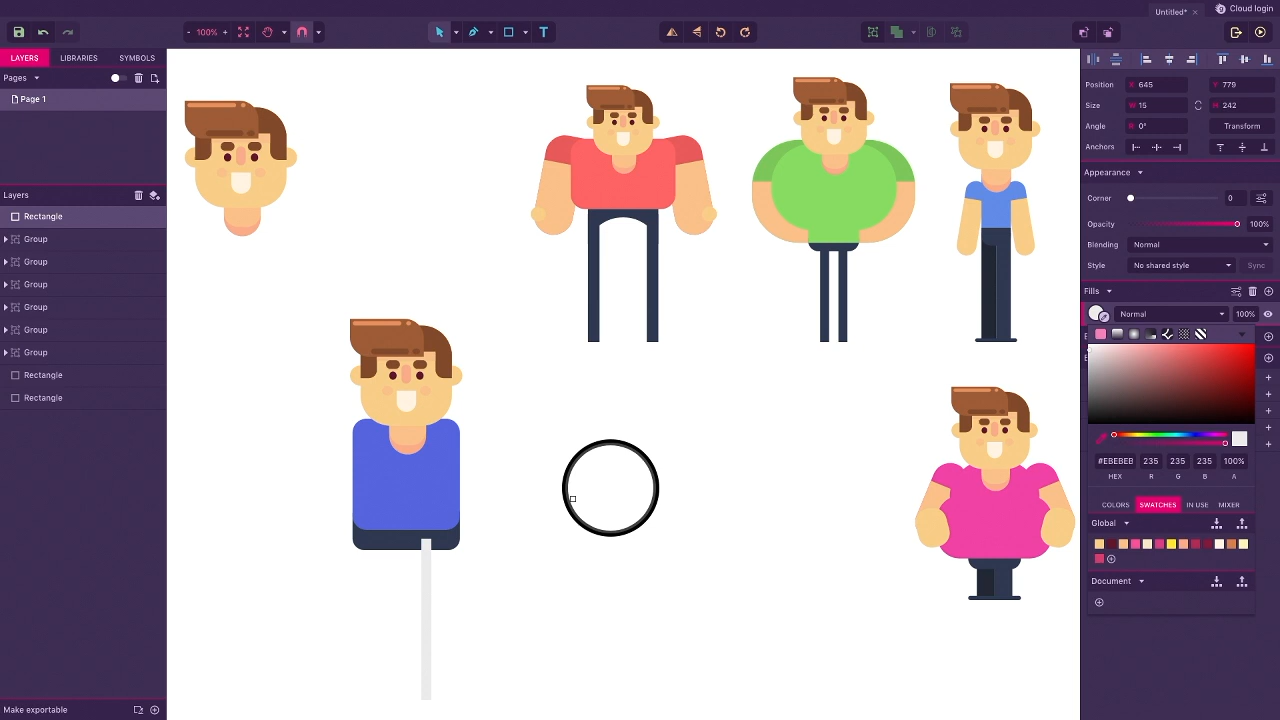 Untitled*
Cloud login
- 100% +
T
LAYERS LIBRARIES SYMBOLS
Pages
Page 1
Layers
Rectangle
Group
Group
Group
Group
Group
Group
Rectangle
Rectangle
Make exportable
Position X 645 Y 779
Size W 15 H 242
Angle R 0° Transform
Anchors
Appearance
Corner 0
Opacity 100%
Blending Normal
Style No shared style Sync
Fills
Normal 100%
#EBEBEB 235 235 235 100%
HEX R G B A
COLORS SWATCHES IN USE MIXER
Global
Document